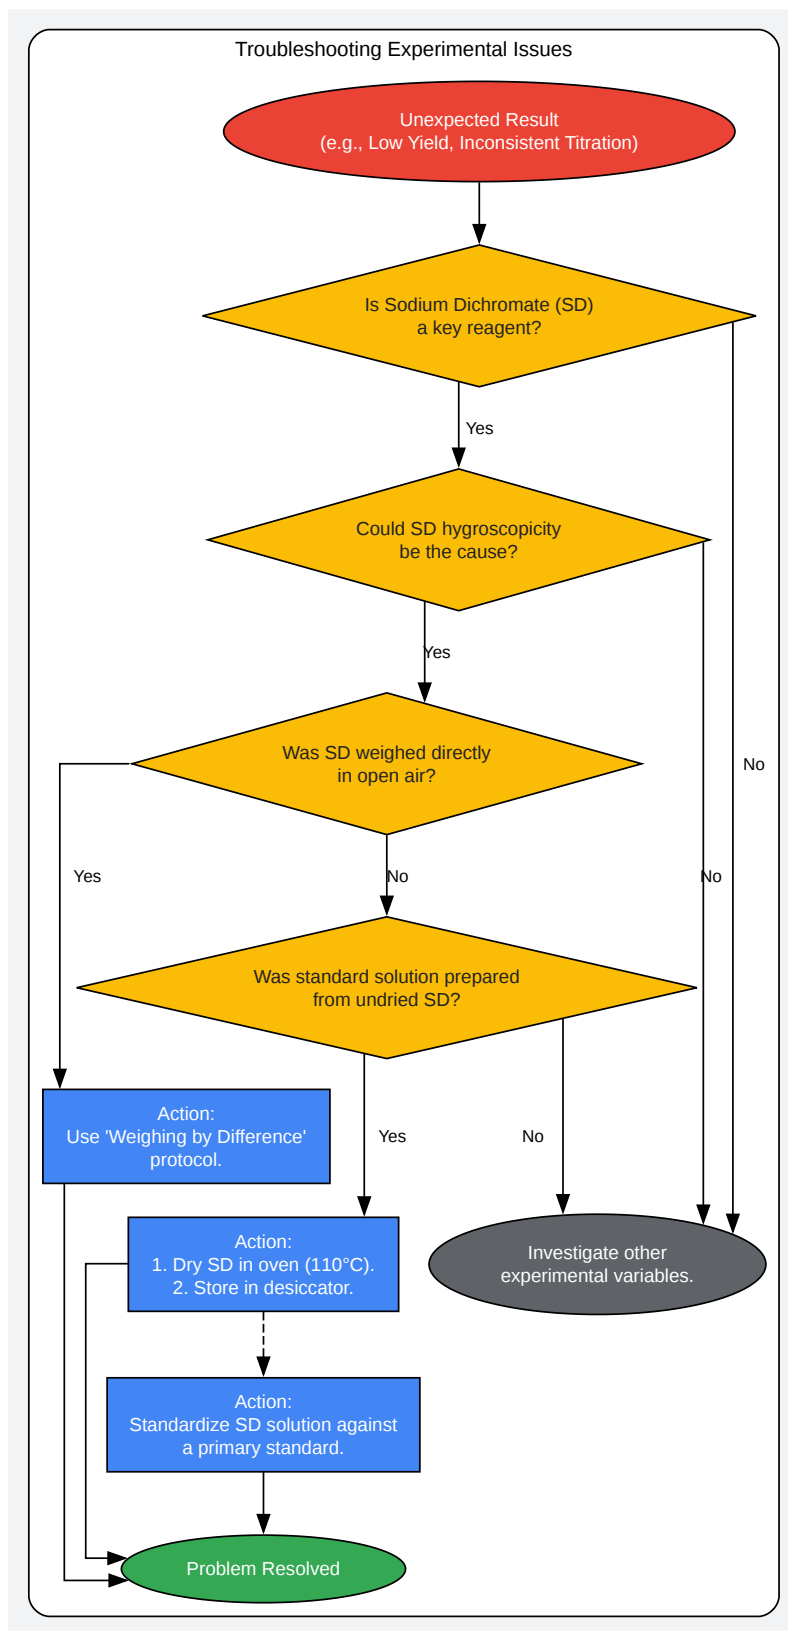 Troubleshooting Experimental Issues
Unexpected Result
(e.g., Low Yield, Inconsistent Titration)
Is Sodium Dichromate (SD)
a key reagent?
Yes
Could SD hygroscopicity
be the cause?
Yes
Was SD weighed directly
in open air?
No
Yes
No
No
Was standard solution prepared
from undried SD?
Action:
Use 'Weighing by Difference'
protocol.
Yes
No
Action:
1. Dry SD in oven (110°C).
2. Store in desiccator.
Investigate other
experimental variables.
Action:
Standardize SD solution against
a primary standard.
Problem Resolved